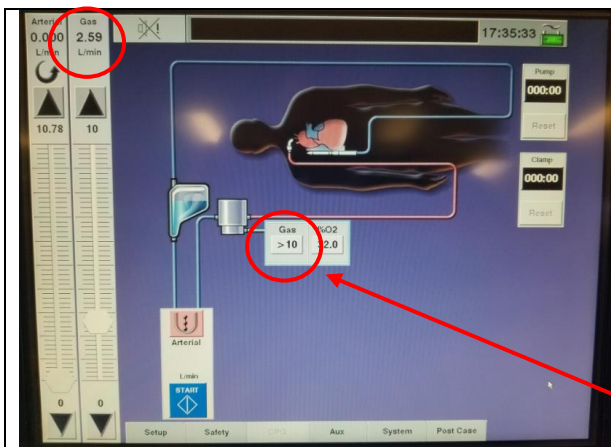 Arterial
0.000
L/min
Gas
2.59
L/min
17:35:33
10.78
10
Pump
000:00
Reset
Clamp
000:00
Reset
Gas
>10
%O2
Arterial
L/min
START
0
0
Setup
Safety
CPG
Aux
System
Post Case